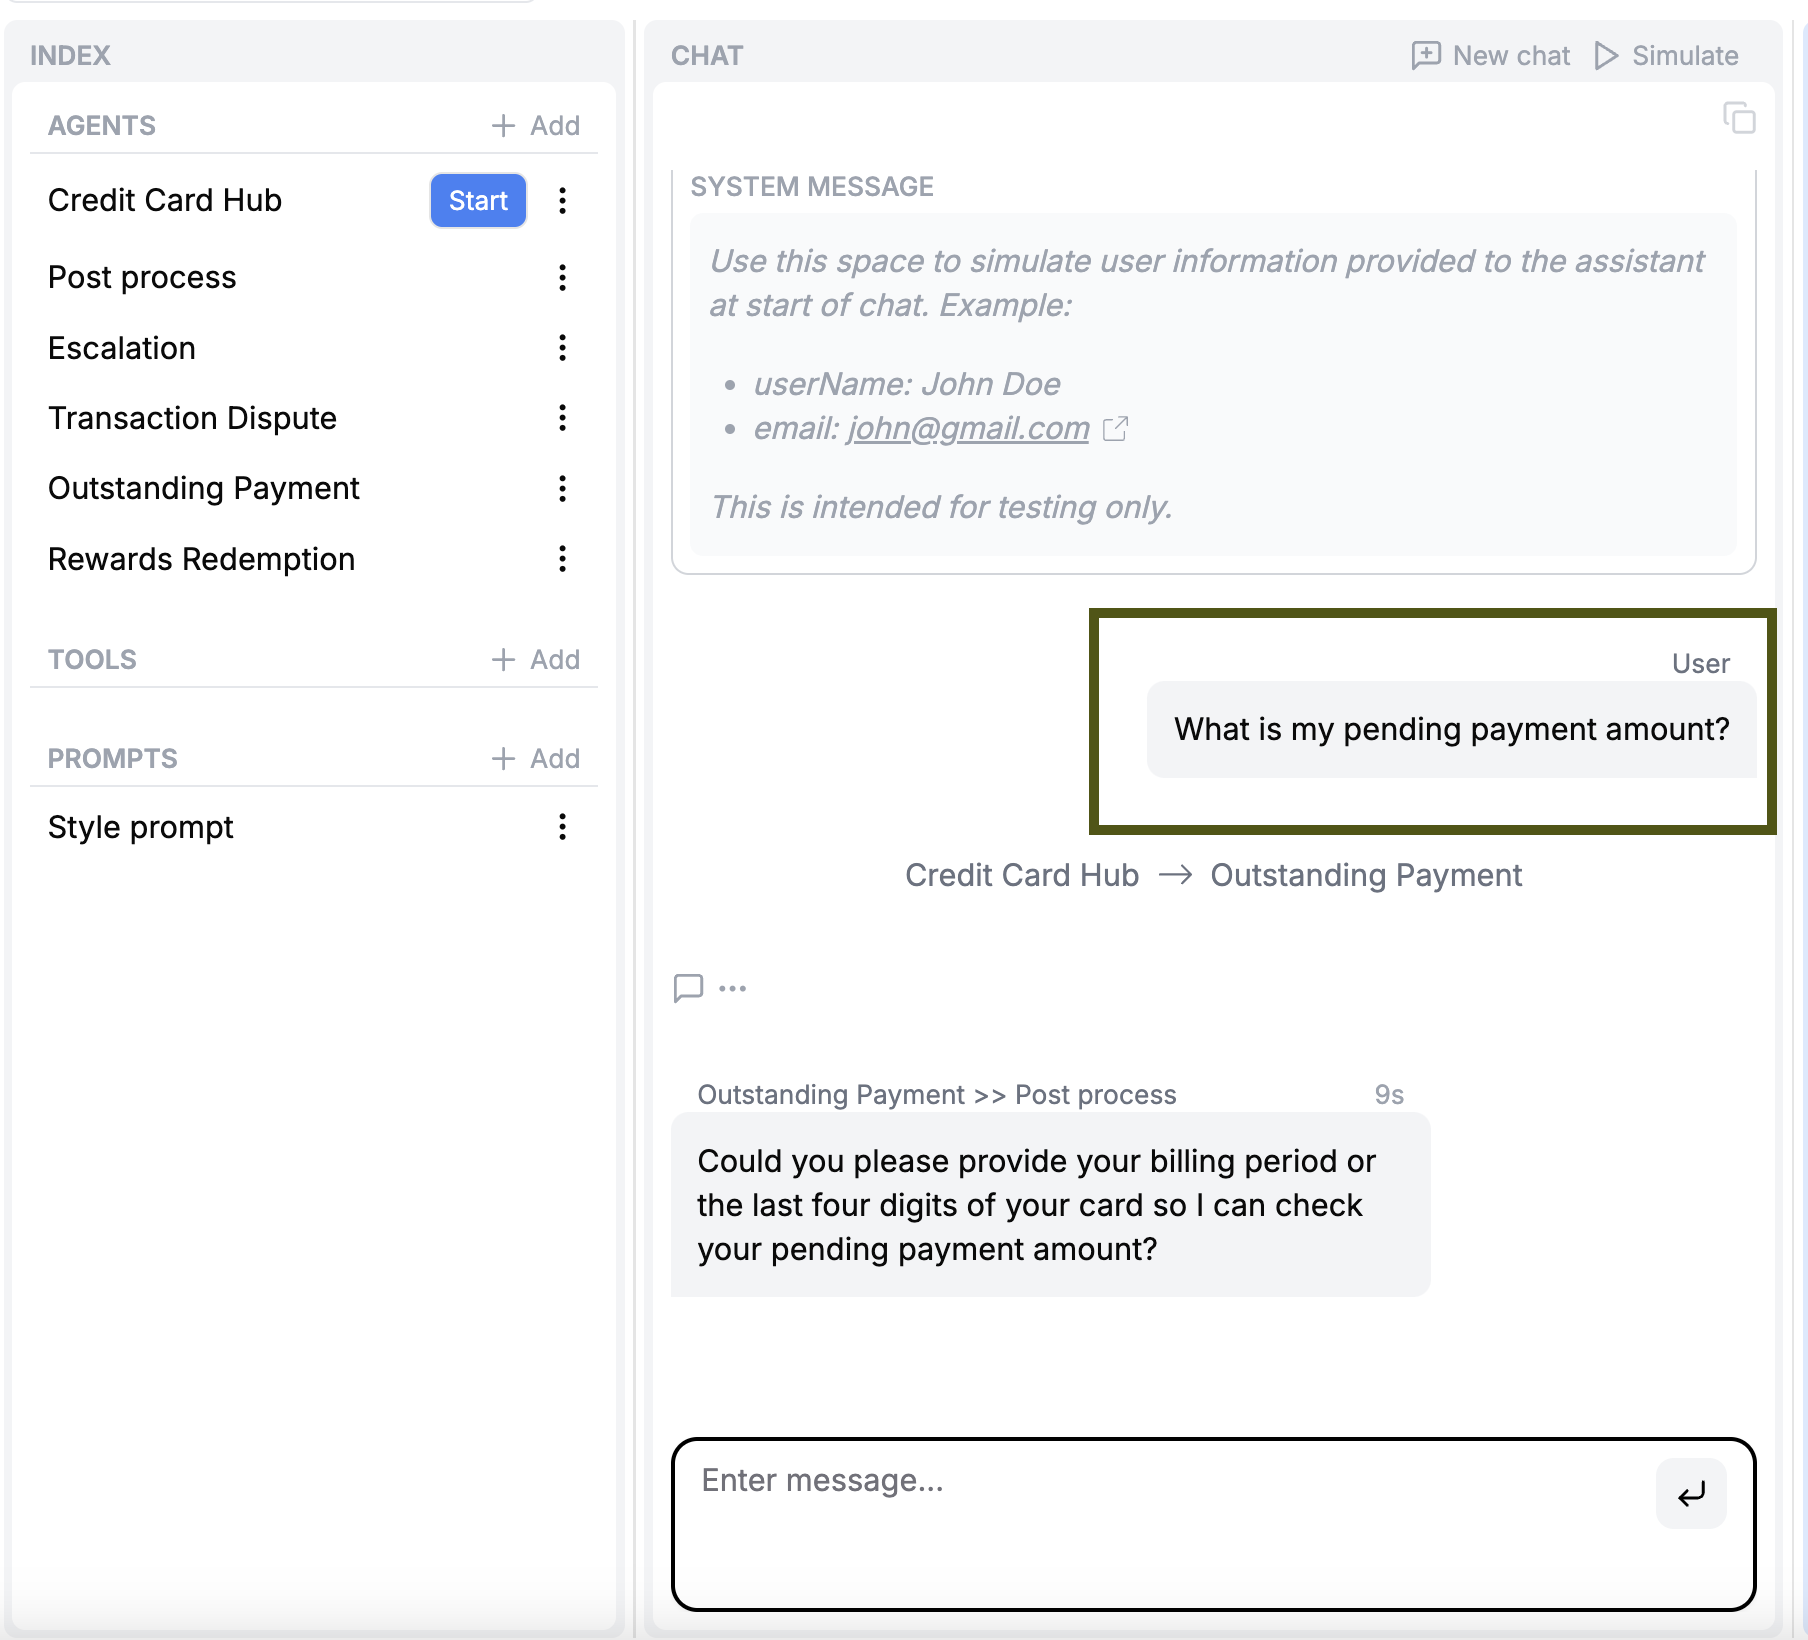 INDEX
AGENTS
Add
Credit Card Hub
Start
Post process
Escalation
Transaction Dispute
Outstanding Payment
Rewards Redemption
TOOLS
Add
PROMPTS
Add
Style prompt
CHAT
New chat
Simulate
SYSTEM MESSAGE
Use this space to simulate user information provided to the assistant
at start of chat. Example:
• userName: John Doe
• email: john@gmail.com
This is intended for testing only.
User
What is my pending payment amount?
Credit Card Hub → Outstanding Payment
Outstanding Payment >> Post process
9s
Could you please provide your billing period or
the last four digits of your card so I can check
your pending payment amount?
Enter message...